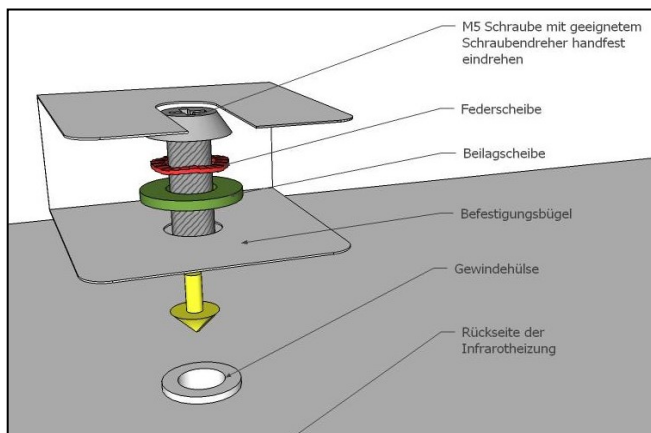 M5 Schraube mit geeignetem
Schraubendreher handfest
eindrehen
Federscheibe
Beilagscheibe
Befestigungsbügel
Gewindehülse
Rückseite der
Infrarotheizung